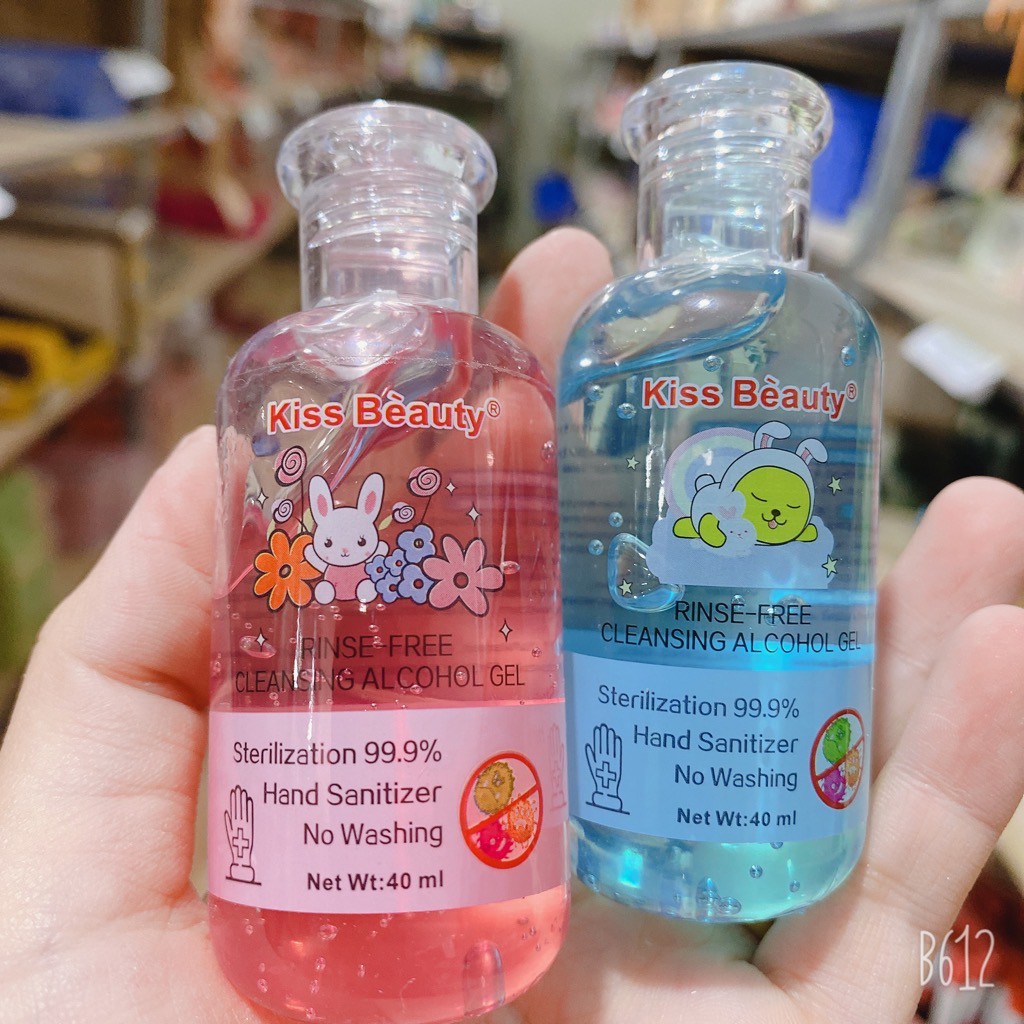 Kiss Bèauty®
RINSE-FREE
CLEANSING ALCOHOL GEL
Sterilization 99.9%
Hand Sanitizer
No Washing
Net Wt:40 ml
Kiss Bèauty®
RINSE-FREE
CLEANSING ALCOHOL GEL
Sterilization 99.9%
Hand Sanitizer
No Washing
Net Wt:40 ml
B612